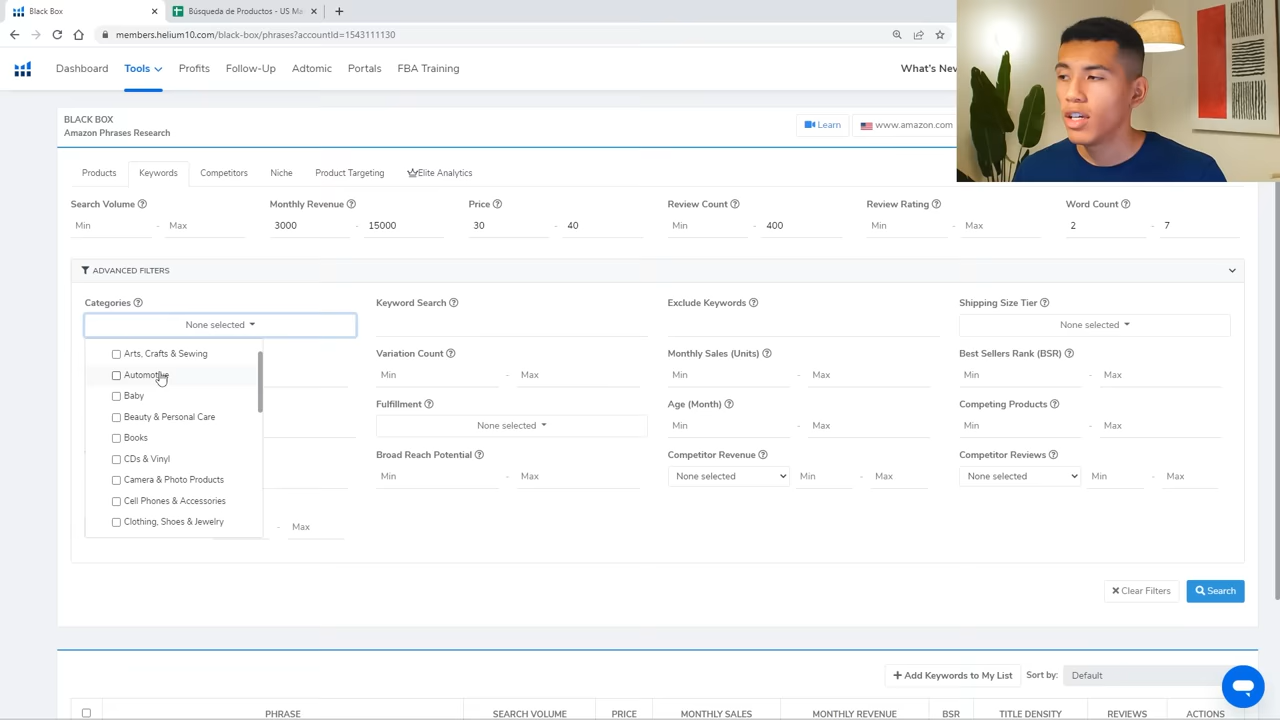 Black Box
Búsqueda de Productos - US Ma
members.helium10.com/black-box/phrases?accountId=1543111130
Dashboard Tools Profits Follow-Up Adtomic Portals FBA Training What's New
BLACK BOX
Amazon Phrases Research
Learn www.amazon.com
Products Keywords Competitors Niche Product Targeting Elite Analytics
Search Volume Monthly Revenue Price Review Count Review Rating Word Count
Min - Max 3000 - 15000 30 - 40 Min - 400 Min - Max 2 - 7
ADVANCED FILTERS
Categories Keyword Search Exclude Keywords Shipping Size Tier
None selected None selected
Arts, Crafts & Sewing Variation Count Monthly Sales (Units) Best Sellers Rank (BSR)
Automotive Min - Max Min - Max Min - Max
Baby Fulfillment Age (Month) Competing Products
Beauty & Personal Care None selected Min - Max Min - Max
Books
CDs & Vinyl Broad Reach Potential Competitor Revenue Competitor Reviews
Camera & Photo Products Min - Max None selected Min - Max None selected Min - Max
Cell Phones & Accessories
Clothing, Shoes & Jewelry - Max
Clear Filters Search
+ Add Keywords to My List Sort by: Default
PHRASE SEARCH VOLUME PRICE MONTHLY SALES MONTHLY REVENUE BSR TITLE DENSITY REVIEWS ACTIONS